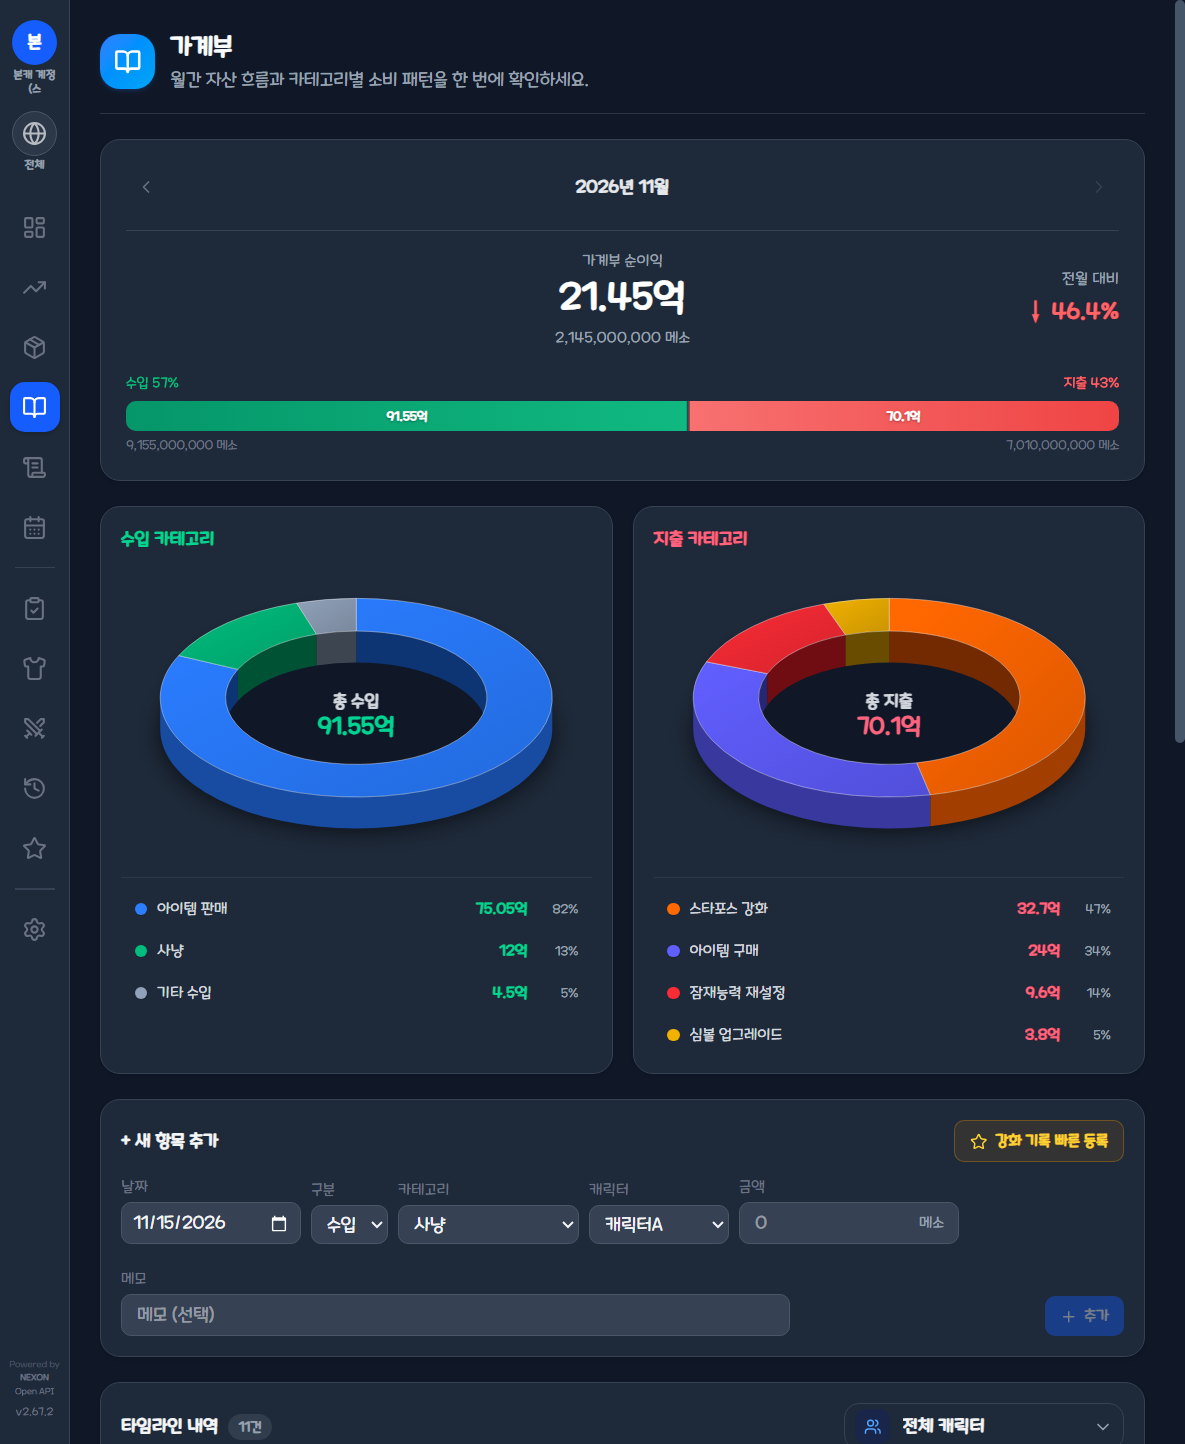 본
본캐 계정
(스
전체
Powered by
NEXON
Open API
v2.67.2
가계부
월간 자산 흐름과 카테고리별 소비 패턴을 한 번에 확인하세요.
2026년 11월
가계부 순이익
21.45억
2,145,000,000 메소
전월 대비
↓ 46.4%
수입 57%
지출 43%
91.55억
70.1억
9,155,000,000 메소
7,010,000,000 메소
수입 카테고리
총 수입
91.55억
아이템 판매 75.05억 82%
사냥 12억 13%
기타 수입 4.5억 5%
지출 카테고리
총 지출
70.1억
스타포스 강화 32.7억 47%
아이템 구매 24억 34%
잠재능력 재설정 9.6억 14%
심볼 업그레이드 3.8억 5%
+ 새 항목 추가
강화 기록 빠른 등록
날짜
구분
카테고리
캐릭터
금액
11/15/2026
수입
사냥
캐릭터A
0 메소
메모
메모 (선택)
+ 추가
타임라인 내역 11건
전체 캐릭터